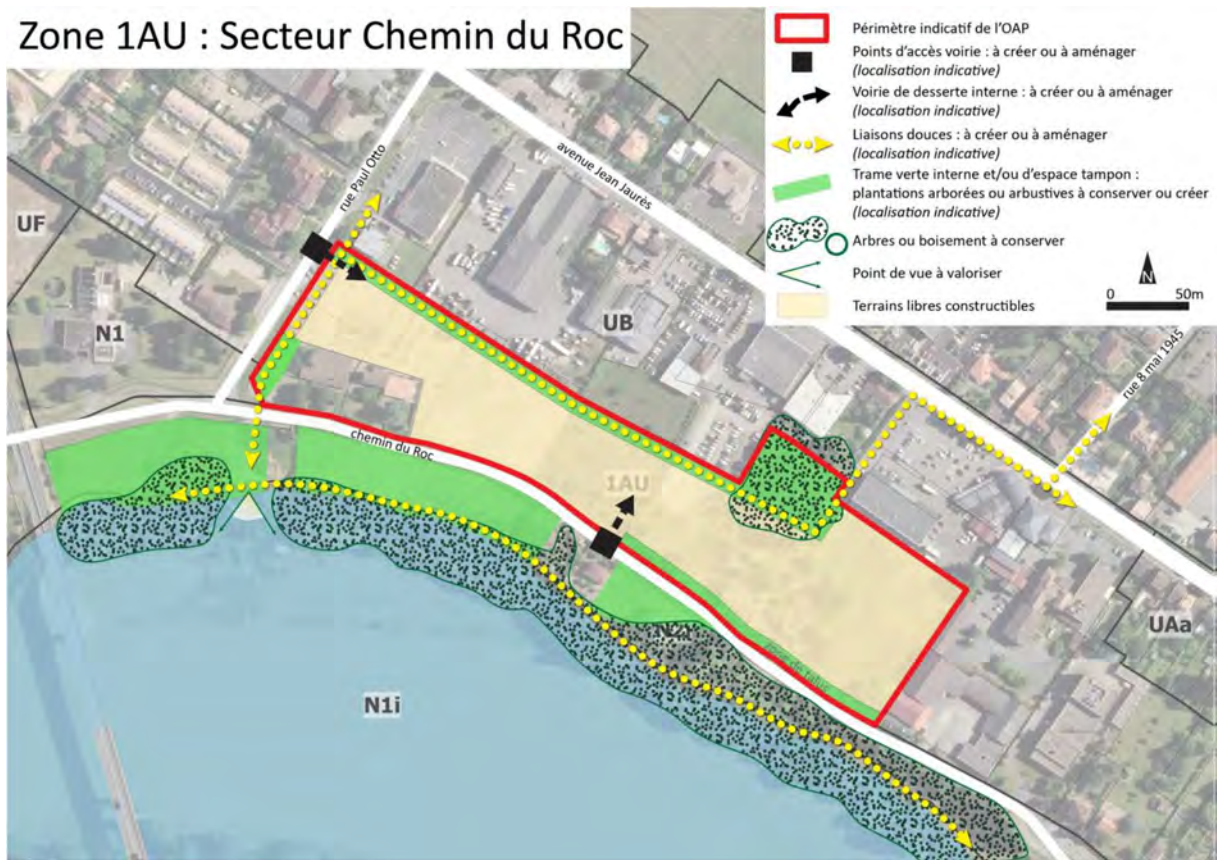 Zone 1AU : Secteur Chemin du Roc
Périmètre indicatif de l'OAP
Points d'accès voirie : à créer ou à aménager
(localisation indicative)
Voirie de desserte interne : à créer ou à aménager
(localisation indicative)
Liaisons douces : à créer ou à aménager
(localisation indicative)
Trame verte interne et/ou d'espace tampon :
plantations arborées ou arbustives à conserver ou créer
(localisation indicative)
Arbres ou boisement à conserver
Point de vue à valoriser
Terrains libres constructibles
N
0 50m
rue Paul Otto
avenue Jean Jaurès
UF
N1
UB
rue 8 mai 1945
chemin du Roc
1AU
UAa
N1i